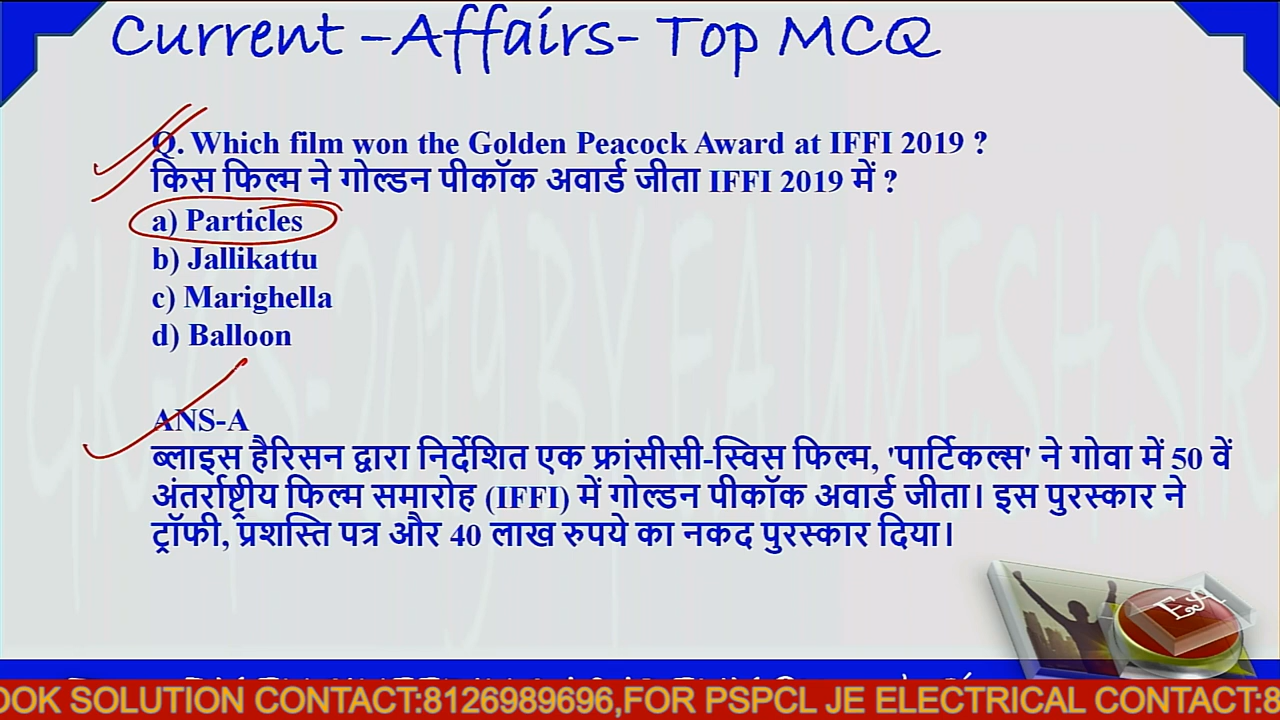 Current –Affairs- Top MCQ
Q. Which film won the Golden Peacock Award at IFFI 2019 ?
किस फिल्म ने गोल्डन पीकॉक अवार्ड जीता IFFI 2019 में ?
a) Particles
b) Jallikattu
c) Marighella
d) Balloon
ANS-A
ब्लाइस हैरिसन द्वारा निर्देशित एक फ्रांसीसी-स्विस फिल्म, 'पार्टिकल्स' ने गोवा में 50 वें
अंतर्राष्ट्रीय फिल्म समारोह (IFFI) में गोल्डन पीकॉक अवार्ड जीता। इस पुरस्कार ने
ट्रॉफी, प्रशस्ति पत्र और 40 लाख रुपये का नकद पुरस्कार दिया।
EA
OOK SOLUTION CONTACT:8126989696,FOR PSPCL JE ELECTRICAL CONTACT:8